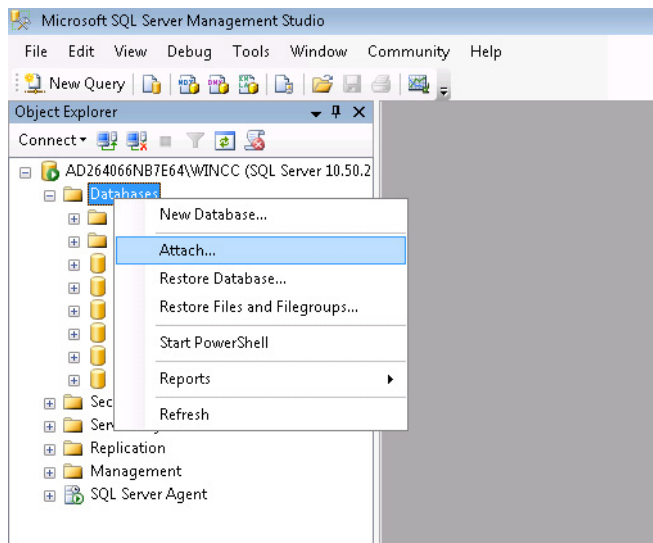 Microsoft SQL Server Management Studio
File Edit View Debug Tools Window Community Help
New Query
Object Explorer
Connect
AD264066NB7E64\WINCC (SQL Server 10.50.2
Databases
New Database...
Attach...
Restore Database...
Restore Files and Filegroups...
Start PowerShell
Reports
Sec
Refresh
Ser
Replication
Management
SQL Server Agent